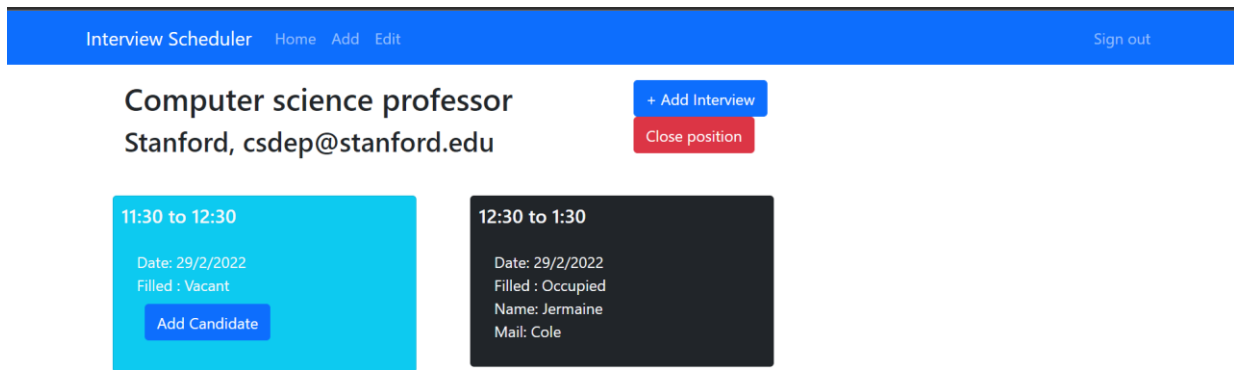 Interview Scheduler Home Add Edit Sign out
Computer science professor
+ Add Interview
Stanford, csdep@stanford.edu
Close position
11:30 to 12:30
Date: 29/2/2022
Filled : Vacant
Add Candidate
12:30 to 1:30
Date: 29/2/2022
Filled : Occupied
Name: Jermaine
Mail: Cole